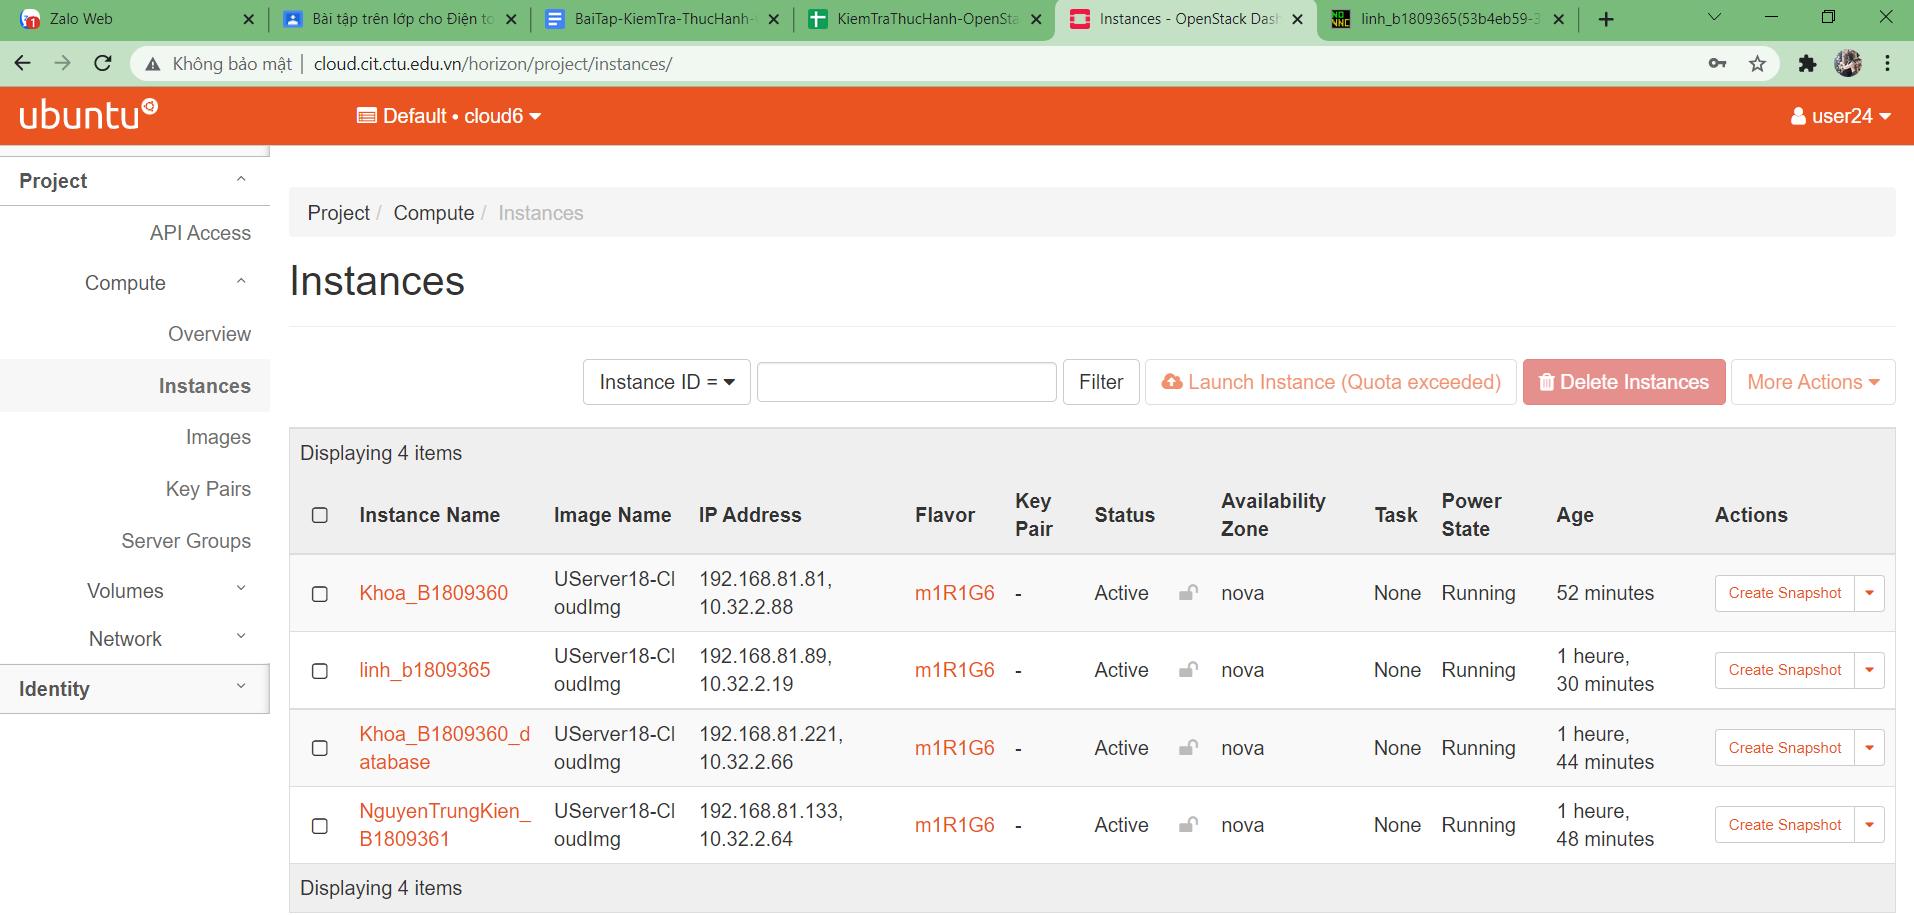 Zalo Web
Bài tập trên lớp cho Điện to
BaiTap-KiemTra-ThucHanh-
KiemTraThucHanh-OpenSta
Instances - OpenStack Dash
linh_b1809365(53b4eb59-3
Không bảo mật
cloud.cit.ctu.edu.vn/horizon/project/instances/
ubuntu
Default • cloud6
user24
Project
API Access
Compute
Overview
Instances
Images
Key Pairs
Server Groups
Volumes
Network
Identity
Project / Compute / Instances
Instances
Instance ID =
Filter
Launch Instance (Quota exceeded)
Delete Instances
More Actions
Displaying 4 items
Instance Name Image Name IP Address Flavor Key Pair Status Availability Zone Task Power State Age Actions
Khoa_B1809360 UServer18-CloudImg 192.168.81.81, 10.32.2.88 m1R1G6 - Active nova None Running 52 minutes Create Snapshot
linh_b1809365 UServer18-CloudImg 192.168.81.89, 10.32.2.19 m1R1G6 - Active nova None Running 1 heure, 30 minutes Create Snapshot
Khoa_B1809360_database UServer18-CloudImg 192.168.81.221, 10.32.2.66 m1R1G6 - Active nova None Running 1 heure, 44 minutes Create Snapshot
NguyenTrungKien_B1809361 UServer18-CloudImg 192.168.81.133, 10.32.2.64 m1R1G6 - Active nova None Running 1 heure, 48 minutes Create Snapshot
Displaying 4 items